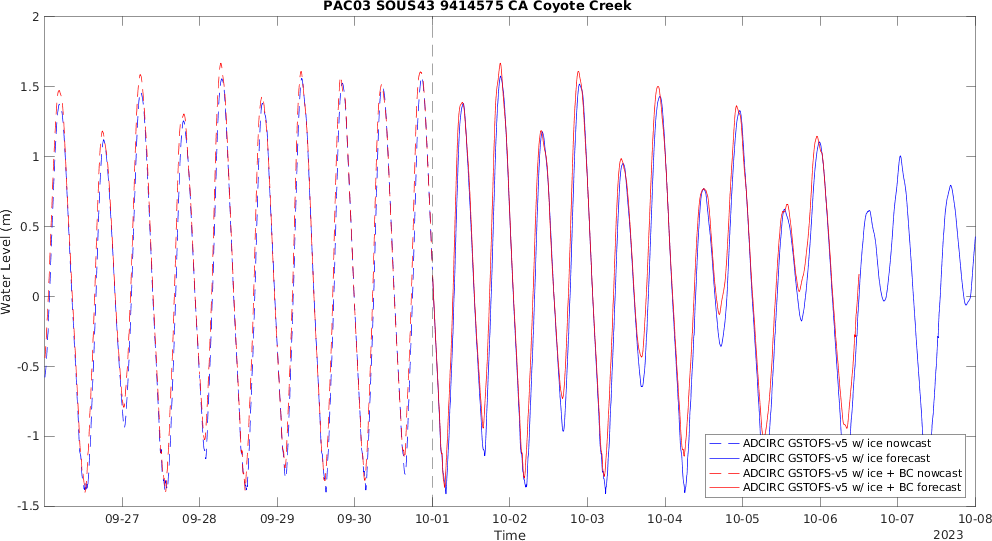 PAC03 SOUS43 9414575 CA Coyote Creek
2
1.5
1
0.5
0
-0.5
-1
-1.5
Water Level (m)
ADCIRC GSTOFS-v5 w/ ice nowcast
ADCIRC GSTOFS-v5 w/ ice forecast
ADCIRC GSTOFS-v5 w/ ice + BC nowcast
ADCIRC GSTOFS-v5 w/ ice + BC forecast
09-27 09-28 09-29 09-30 10-01 10-02 10-03 10-04 10-05 10-06 10-07 10-08
Time
2023